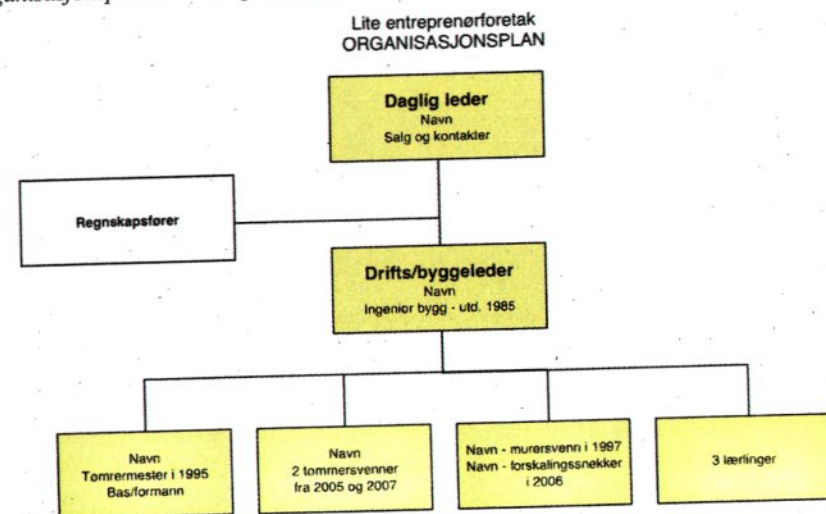 Lite entreprenørforetak
ORGANISASJONSPLAN
Daglig leder
Navn
Salg og kontakter
Regnskapsfører
Drifts/byggeleder
Navn
Ingeniør bygg - utd. 1985
Navn
Tømrermester i 1995
Bas/formann
Navn
2 tømmersvenner
fra 2005 og 2007
Navn - murersvenn i 1997
Navn - forskalingssnekker
i 2006
3 lærlinger